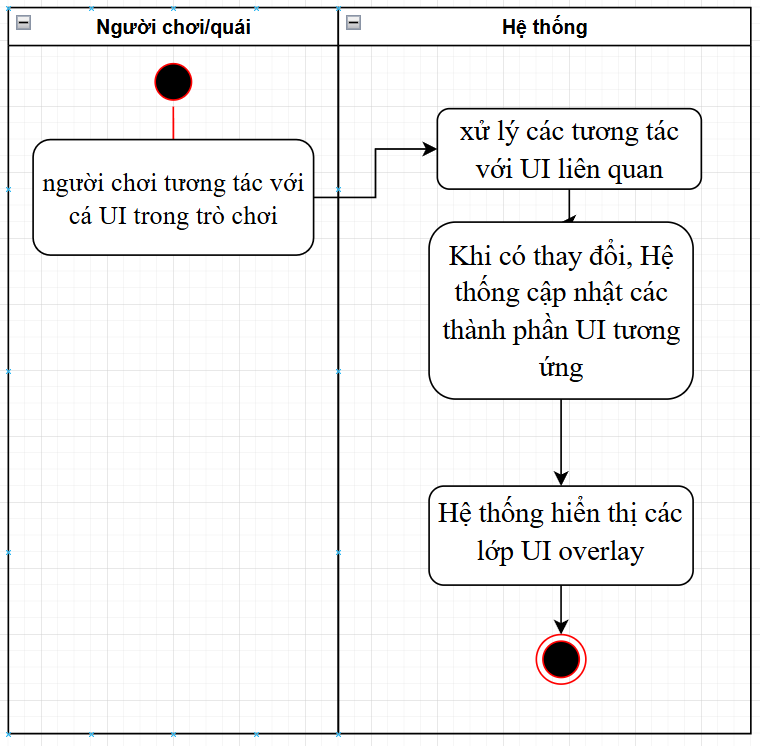 Người chơi/quái
Hệ thống
người chơi tương tác với
cá UI trong trò chơi
xử lý các tương tác
với UI liên quan
Khi có thay đổi, Hệ
thống cập nhật các
thành phần UI tương
ứng
Hệ thống hiển thị các
lớp UI overlay